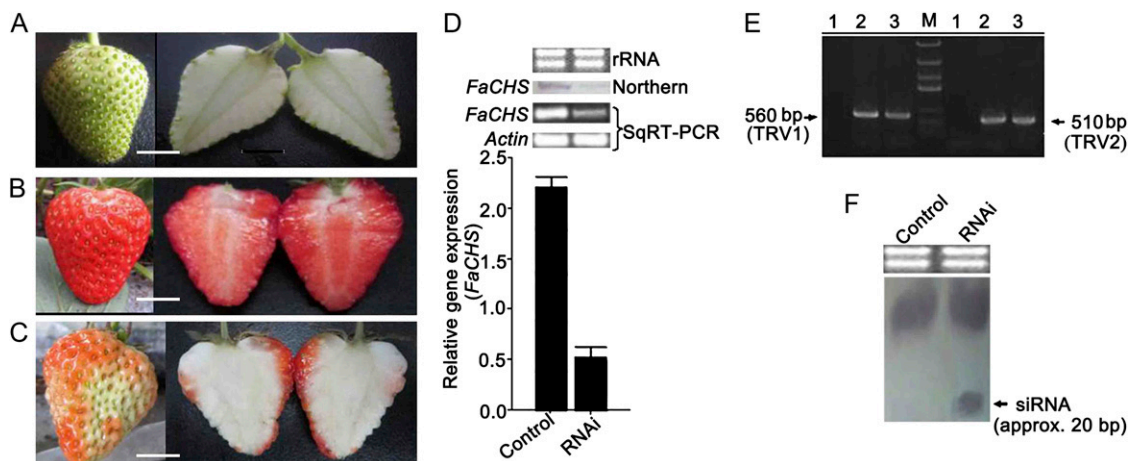 A
B
C
D
rRNA
FaCHS Northern
FaCHS
SqRT-PCR
Actin
2.5
2.0
1.5
1.0
0.5
0.0
Relative gene expression
(FaCHS)
Control
RNAi
E
1 2 3 M 1 2 3
560 bp
(TRV1)
510 bp
(TRV2)
F
Control
RNAi
siRNA
(approx. 20 bp)